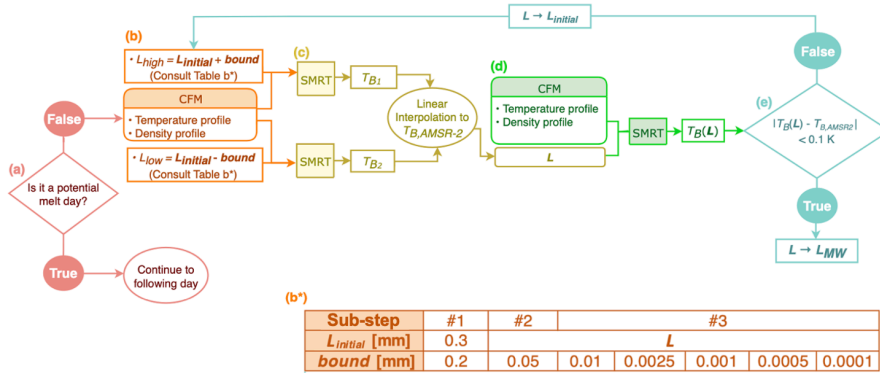 L → L_initial
(b)
• L_high = L_initial + bound
(Consult Table b*)
(c)
SMRT
T_B1
CFM
• Temperature profile
• Density profile
• L_low = L_initial - bound
(Consult Table b*)
SMRT
T_B2
Linear
Interpolation to
T_B,AMSR-2
(d)
CFM
• Temperature profile
• Density profile
L
SMRT
T_B(L)
False
(e)
|T_B(L) - T_B,AMSR2|
< 0.1 K
True
L → L_MW
False
(a)
Is it a potential
melt day?
True
Continue to
following day
(b*)
Sub-step #1 #2 #3
L_initial [mm] 0.3 L
bound [mm] 0.2 0.05 0.01 0.0025 0.001 0.0005 0.0001